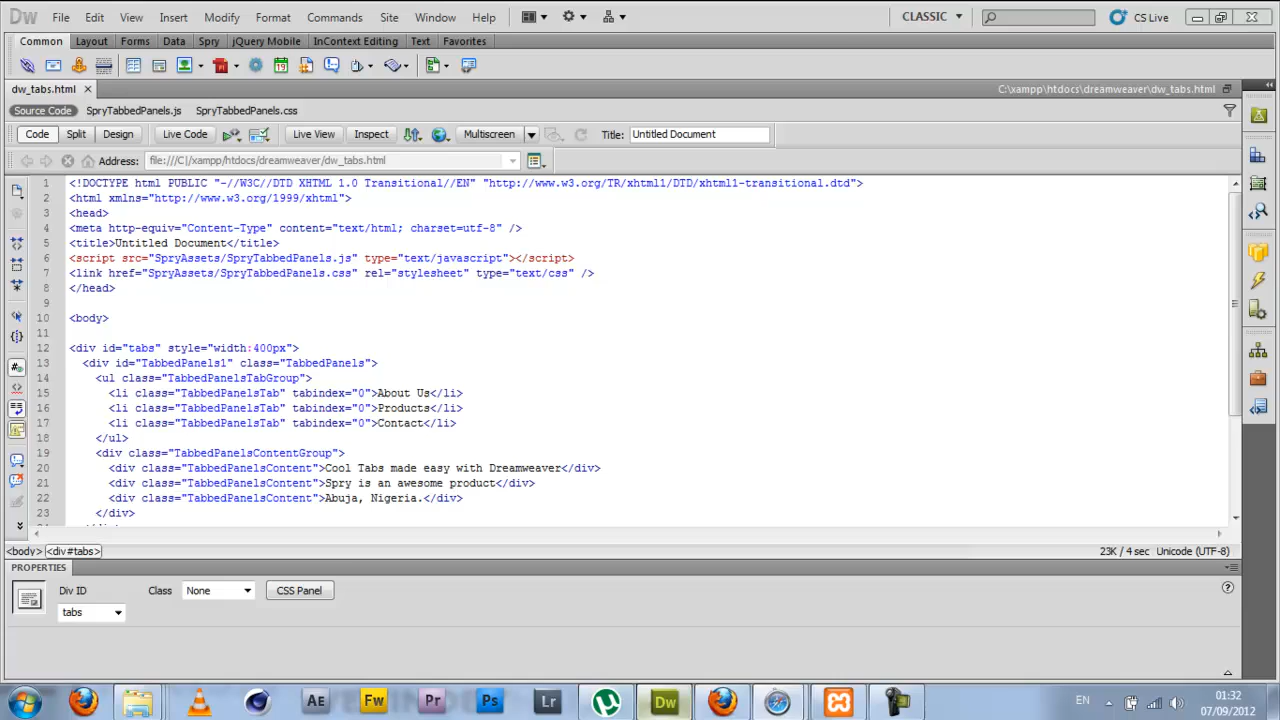 Dw File Edit View Insert Modify Format Commands Site Window Help CLASSIC CS Live
Common Layout Forms Data Spry jQuery Mobile InContext Editing Text Favorites
dw_tabs.html C:\xampp\htdocs\dreamweaver\dw_tabs.html
Source Code SpryTabbedPanels.js SpryTabbedPanels.css
Code Split Design Live Code Live View Inspect Multiscreen Title: Untitled Document
Address: file:///C|/xampp/htdocs/dreamweaver/dw_tabs.html
1 <!DOCTYPE html PUBLIC "-//W3C//DTD XHTML 1.0 Transitional//EN" "http://www.w3.org/TR/xhtml1/DTD/xhtml1-transitional.dtd">
2 <html xmlns="http://www.w3.org/1999/xhtml">
3 <head>
4 <meta http-equiv="Content-Type" content="text/html; charset=utf-8" />
5 <title>Untitled Document</title>
6 <script src="SpryAssets/SpryTabbedPanels.js" type="text/javascript"></script>
7 <link href="SpryAssets/SpryTabbedPanels.css" rel="stylesheet" type="text/css" />
8 </head>
9
10 <body>
11
12 <div id="tabs" style="width:400px">
13 <div id="TabbedPanels1" class="TabbedPanels">
14 <ul class="TabbedPanelsTabGroup">
15 <li class="TabbedPanelsTab" tabindex="0">About Us</li>
16 <li class="TabbedPanelsTab" tabindex="0">Products</li>
17 <li class="TabbedPanelsTab" tabindex="0">Contact</li>
18 </ul>
19 <div class="TabbedPanelsContentGroup">
20 <div class="TabbedPanelsContent">Cool Tabs made easy with Dreamweaver</div>
21 <div class="TabbedPanelsContent">Spry is an awesome product</div>
22 <div class="TabbedPanelsContent">Abuja, Nigeria.</div>
23 </div>
<body> <div#tabs> 23K / 4 sec Unicode (UTF-8)
PROPERTIES
Div ID Class None CSS Panel
tabs
Ae Fw Pr Ps Lr Dw EN 01:32
07/09/2012